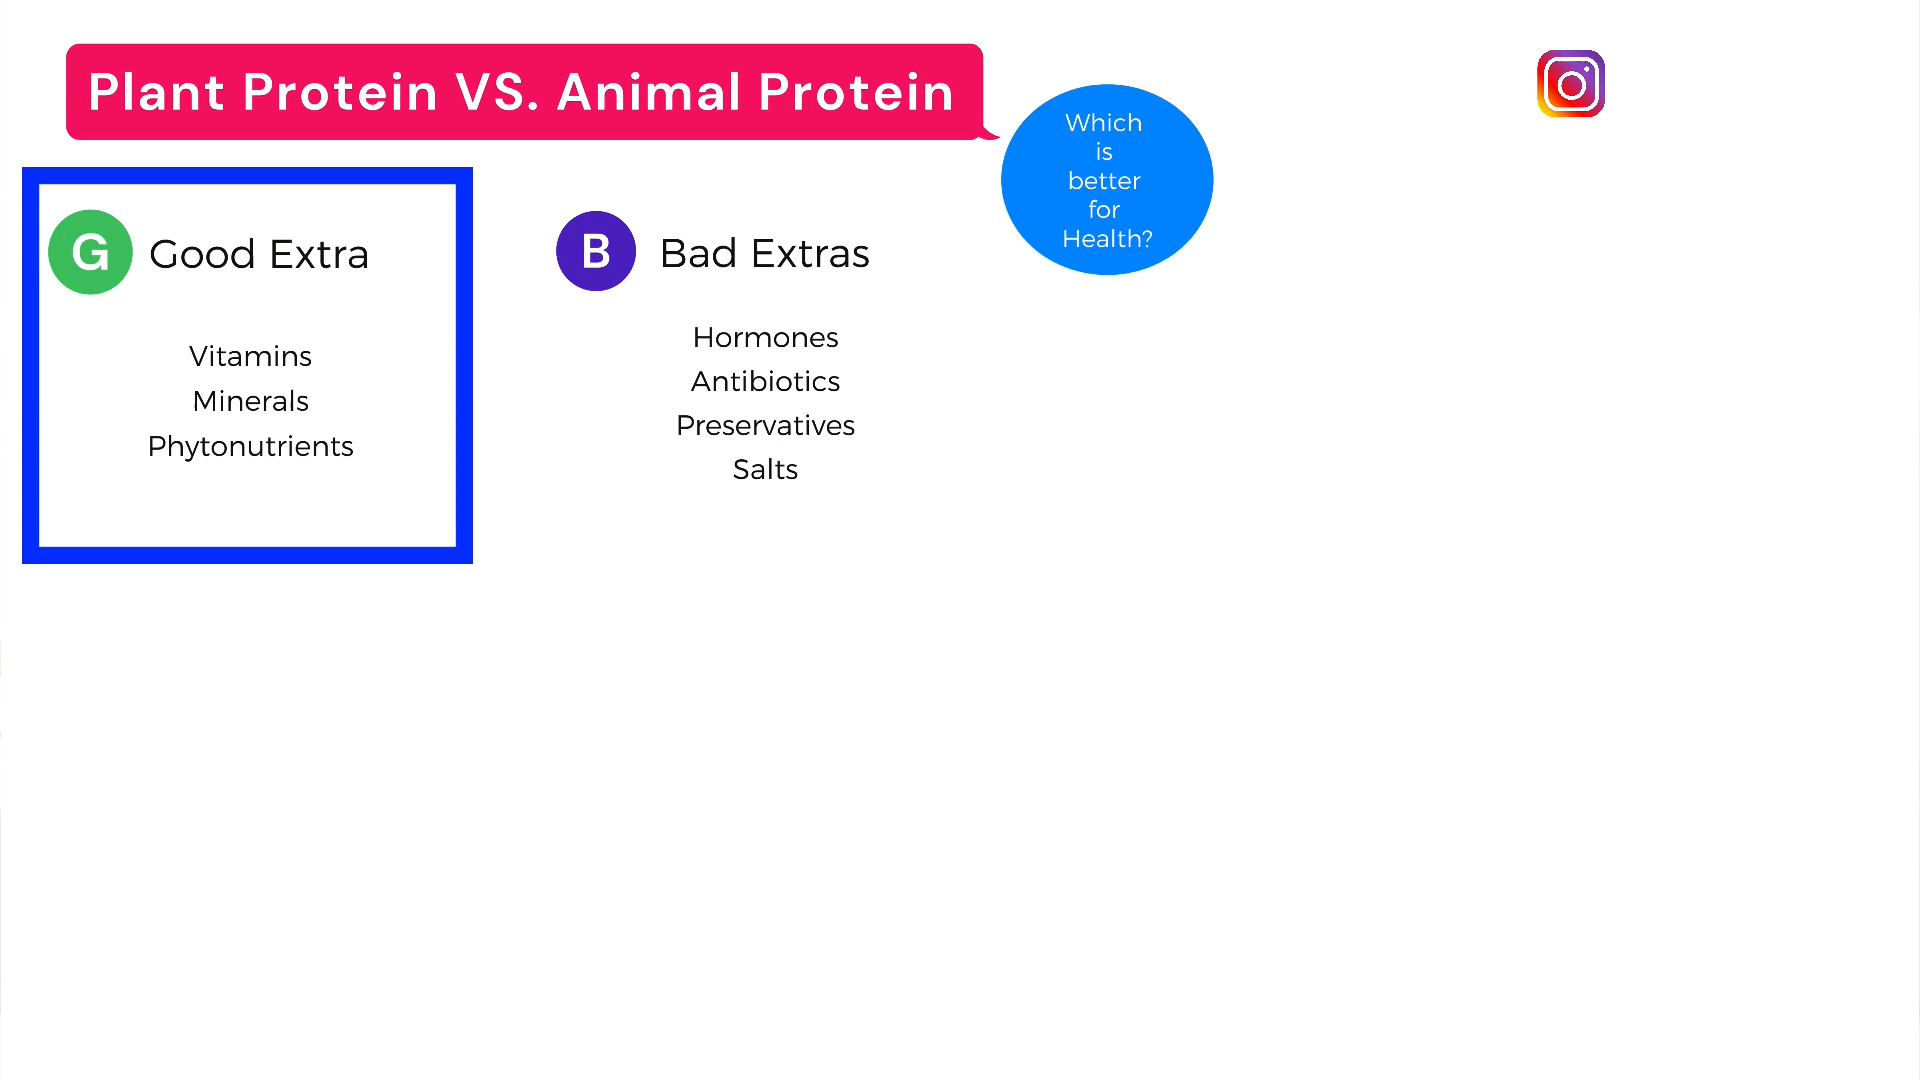 Plant Protein VS. Animal Protein
Which
is
better
for
Health?
G Good Extra
Vitamins
Minerals
Phytonutrients
B Bad Extras
Hormones
Antibiotics
Preservatives
Salts